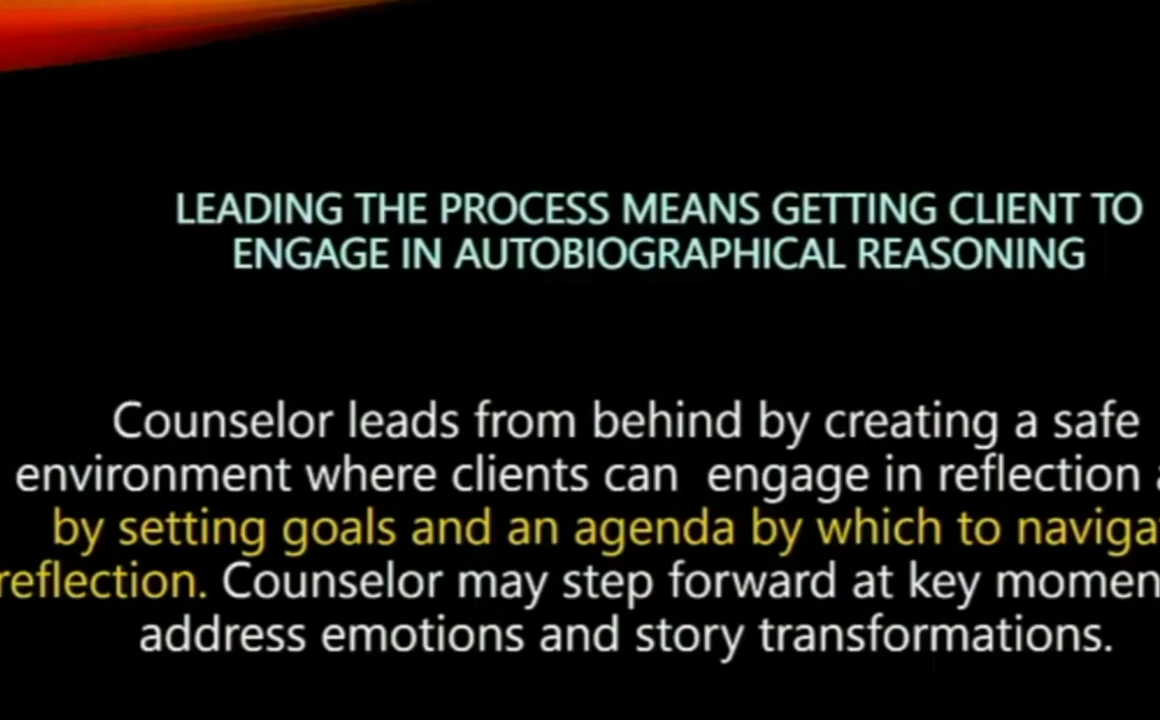 LEADING THE PROCESS MEANS GETTING CLIENT TO
ENGAGE IN AUTOBIOGRAPHICAL REASONING
Counselor leads from behind by creating a safe
environment where clients can engage in reflection
by setting goals and an agenda by which to
reflection. Counselor may step forward at key
address emotions and story transformations.